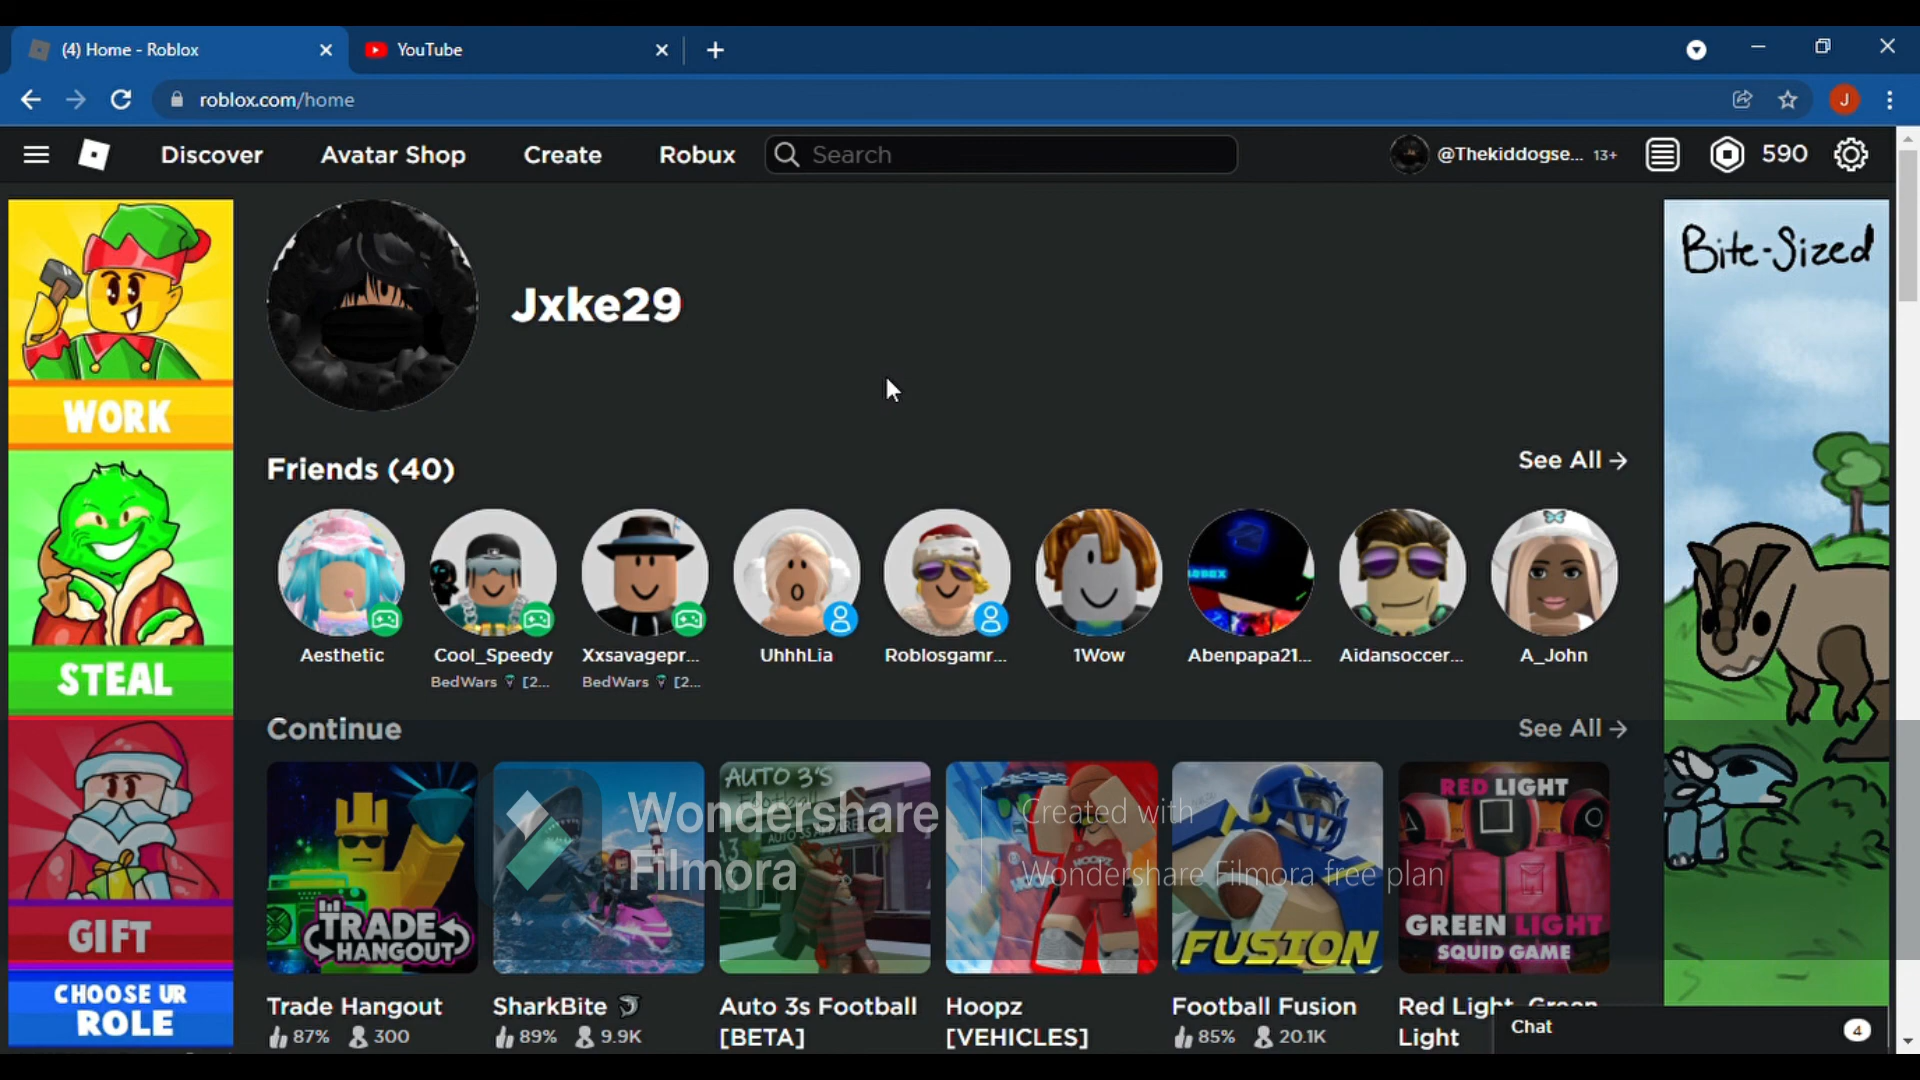 (4) Home - Roblox
YouTube
roblox.com/home
J
Discover
Avatar Shop
Create
Robux
Search
@Thekiddogse... 13+
590
WORK
STEAL
GIFT
CHOOSE UR
ROLE
Jxke29
Bite-Sized
Friends (40)
See All
Aesthetic
Cool_Speedy
Xxsavagepr...
UhhhLia
Roblosgamr...
1Wow
Abenpapa21...
Aidansoccer...
A_John
BedWars [2...
BedWars [2...
Continue
See All
TRADE
HANGOUT
AUTO 3'S
HOOPZ
FUSION
RED LIGHT
GREEN LIGHT
SQUID GAME
Wondershare
Filmora
Created with
Wondershare Filmora free plan
Trade Hangout
87% 300
SharkBite
89% 9.9K
Auto 3s Football
[BETA]
Hoopz
[VEHICLES]
Football Fusion
85% 20.1K
Red Light, Green
Light
Chat
4